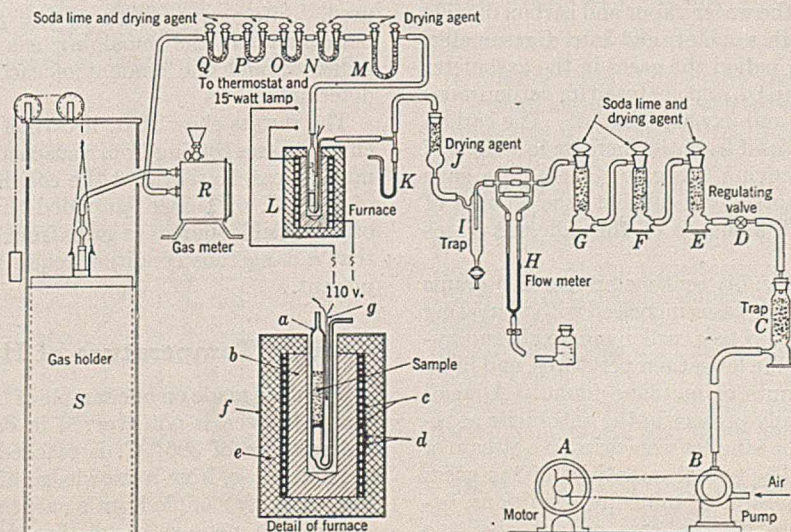 Soda lime and drying agent
Drying agent
Q
P
O
N
M
To thermostat and
15-watt lamp
Soda lime and
drying agent
Drying agent
J
R
L
K
Furnace
I
Trap
G
F
E
Regulating
valve
D
Gas meter
H
Flow meter
110 v.
Trap
C
a
g
Gas holder
S
b
Sample
f
c
d
e
A
B
Air
Motor
Pump
Detail of furnace